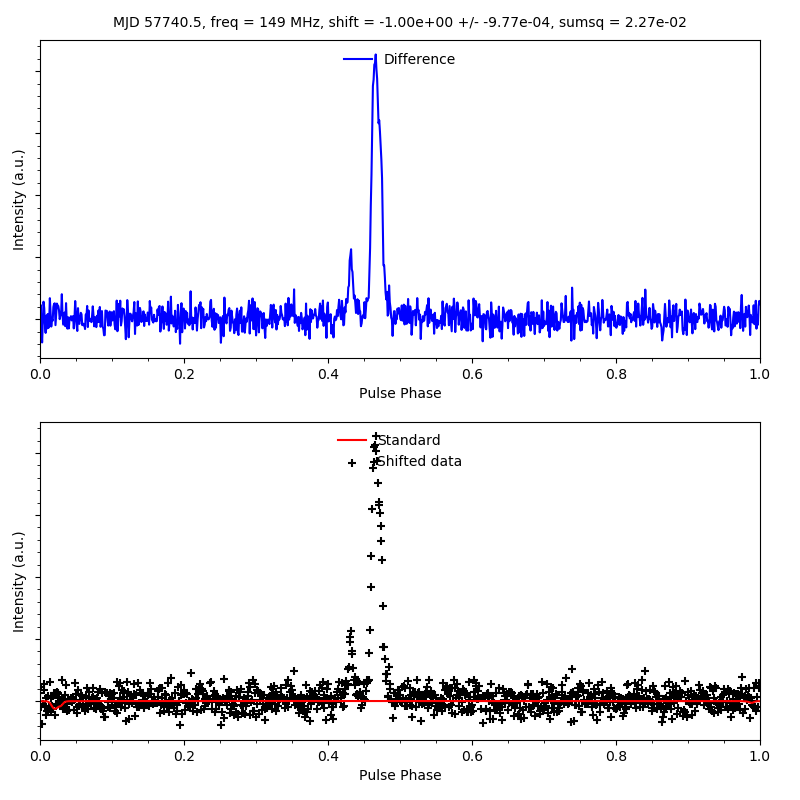 MJD 57740.5, freq = 149 MHz, shift = -1.00e+00 +/- -9.77e-04, sumsq = 2.27e-02
Difference
Intensity (a.u.)
0.0 0.2 0.4 0.6 0.8 1.0
Pulse Phase
Standard
Shifted data
Intensity (a.u.)
0.0 0.2 0.4 0.6 0.8 1.0
Pulse Phase